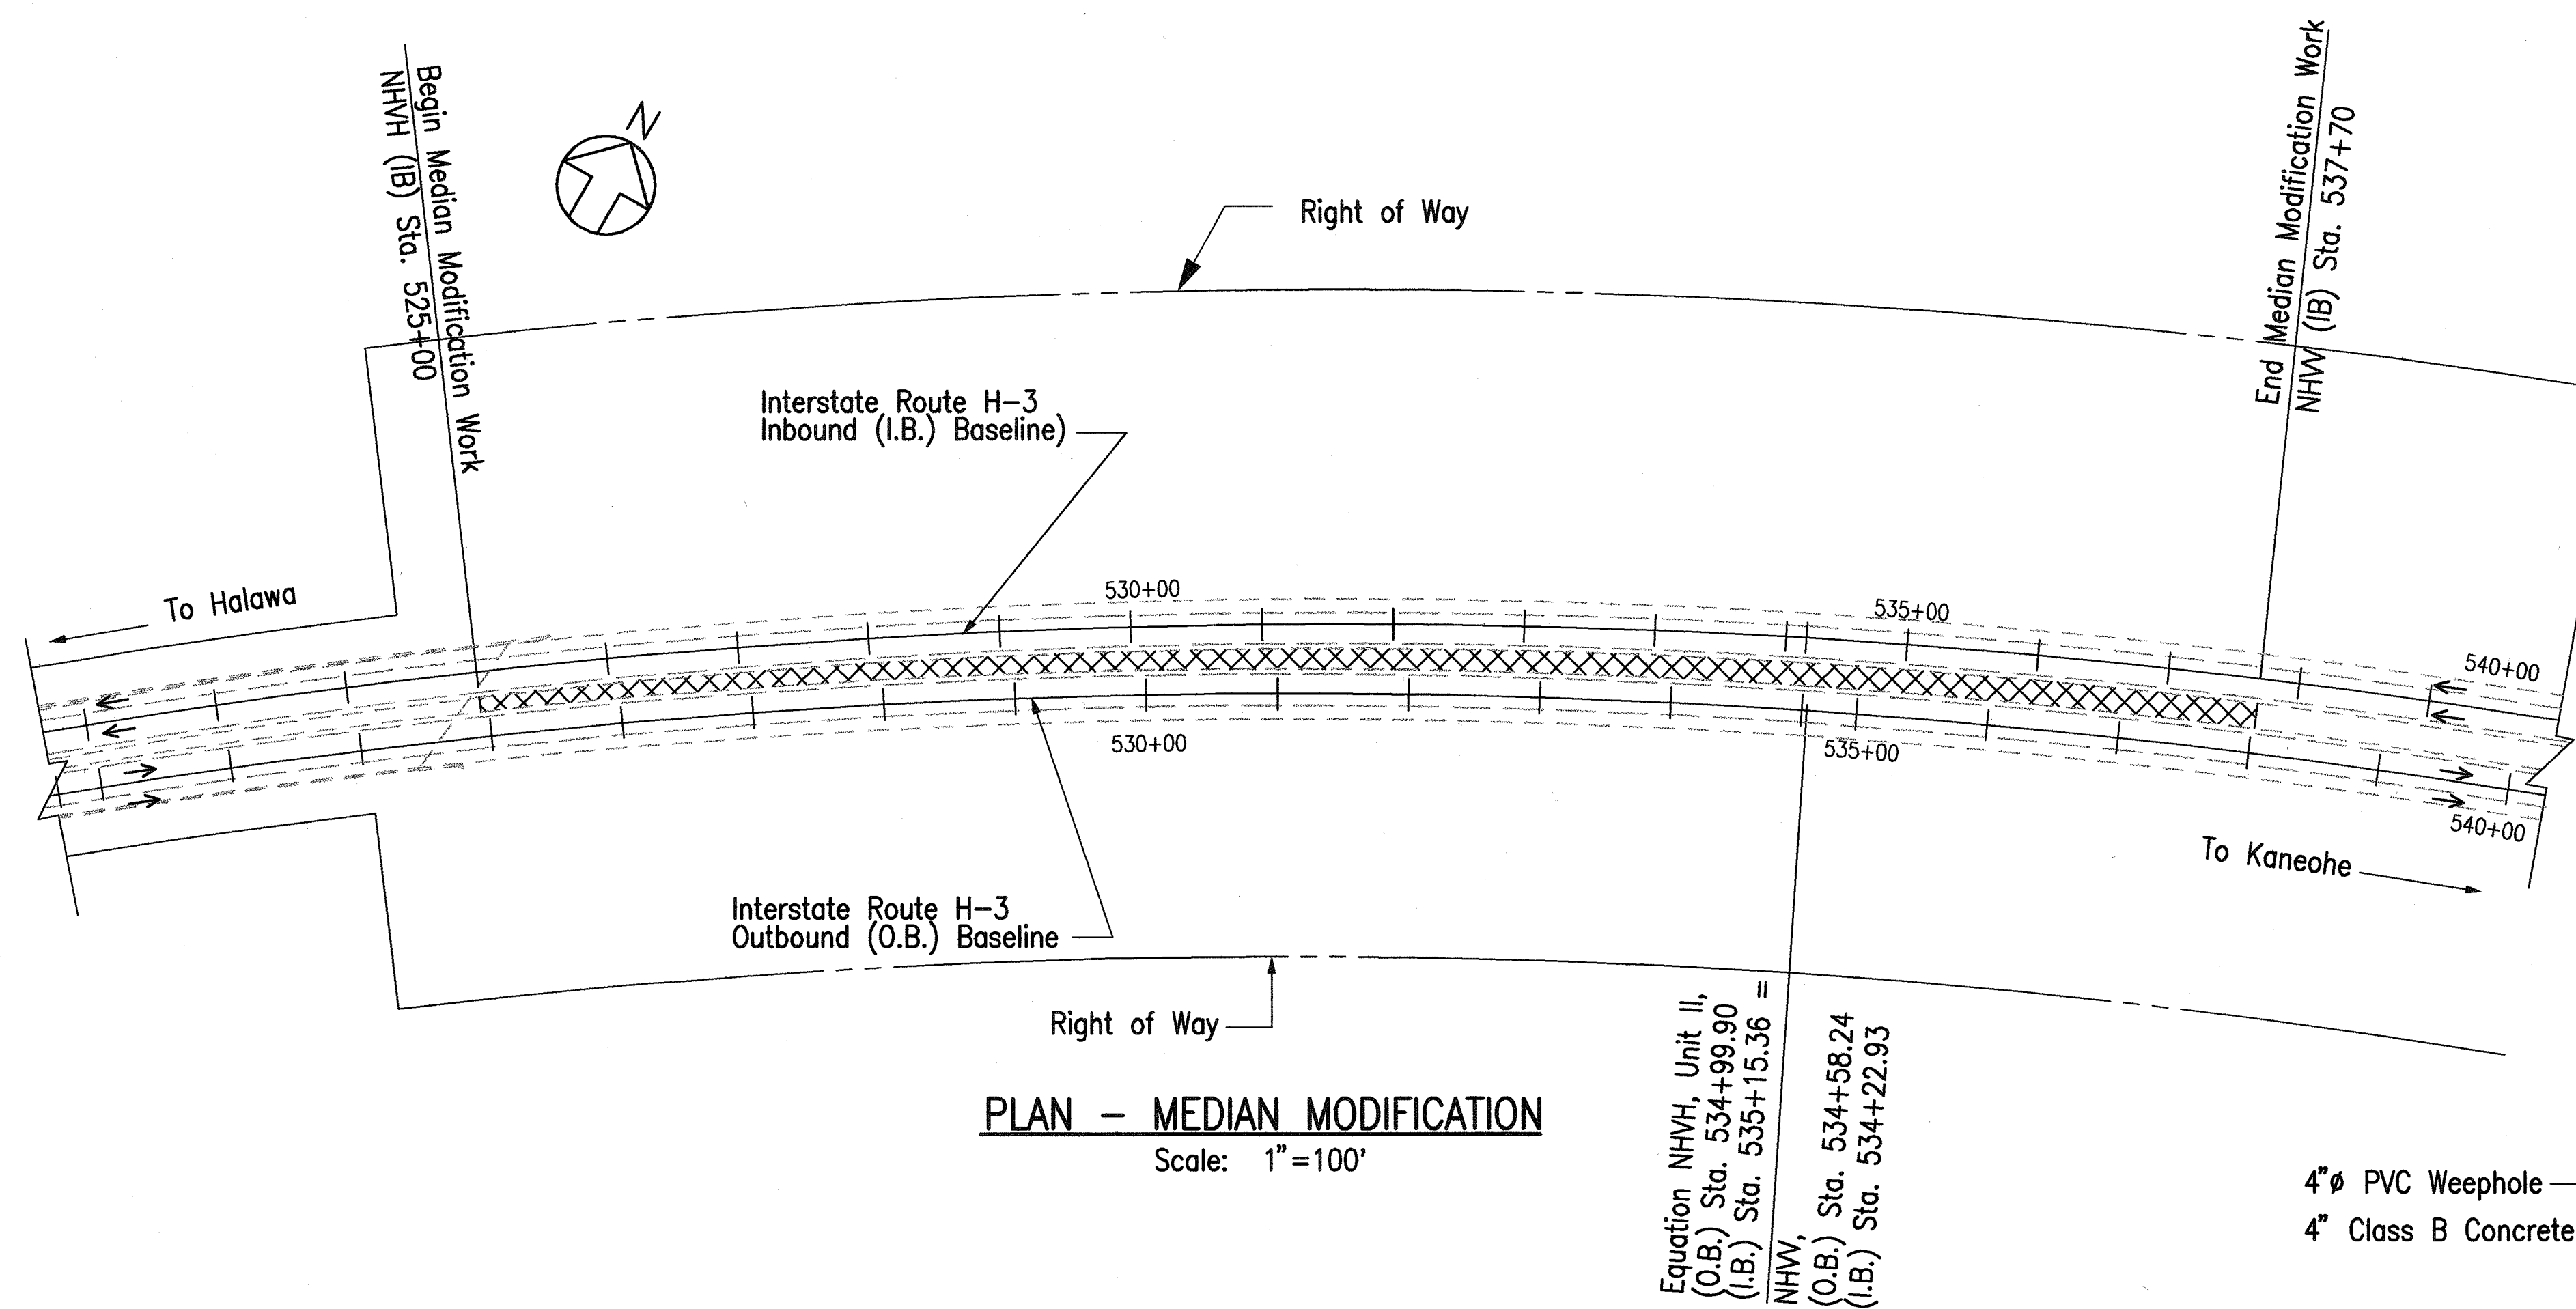 Begin Median Modification Work
NHVH (IB) Sta. 525+00
N
Right of Way
End Median Modification Work
NHW (IB) Sta. 537+70
Interstate Route H-3
Inbound (I.B.) Baseline)
To Halawa
530+00
535+00
540+00
530+00
535+00
540+00
To Kaneohe
Interstate Route H-3
Outbound (O.B.) Baseline
Right of Way
Equation NHVH, Unit II,
(O.B.) Sta. 534+99.90
(I.B.) Sta. 535+15.36 =
NHW,
(O.B.) Sta. 534+58.24
(I.B.) Sta. 534+22.93
PLAN - MEDIAN MODIFICATION
Scale: 1"=100'
4"ø PVC Weephole
4" Class B Concrete